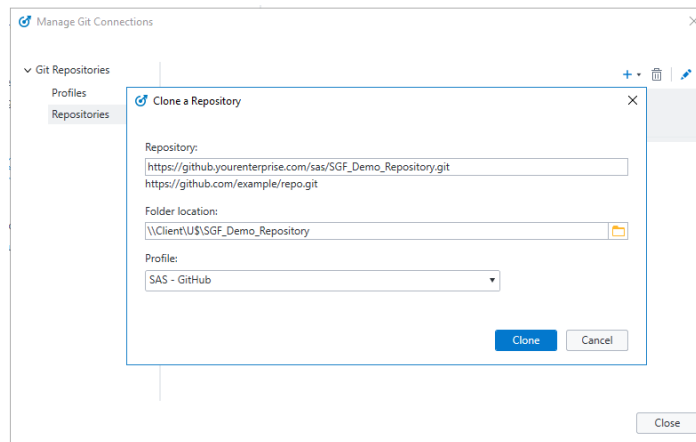 Manage Git Connections
Git Repositories
Profiles
Repositories
Clone a Repository
Repository:
https://github.yourenterprise.com/sas/SGF_Demo_Repository.git
https://github.com/example/repo.git
Folder location:
\\Client\U$\SGF_Demo_Repository
Profile:
SAS - GitHub
Clone
Cancel
Close